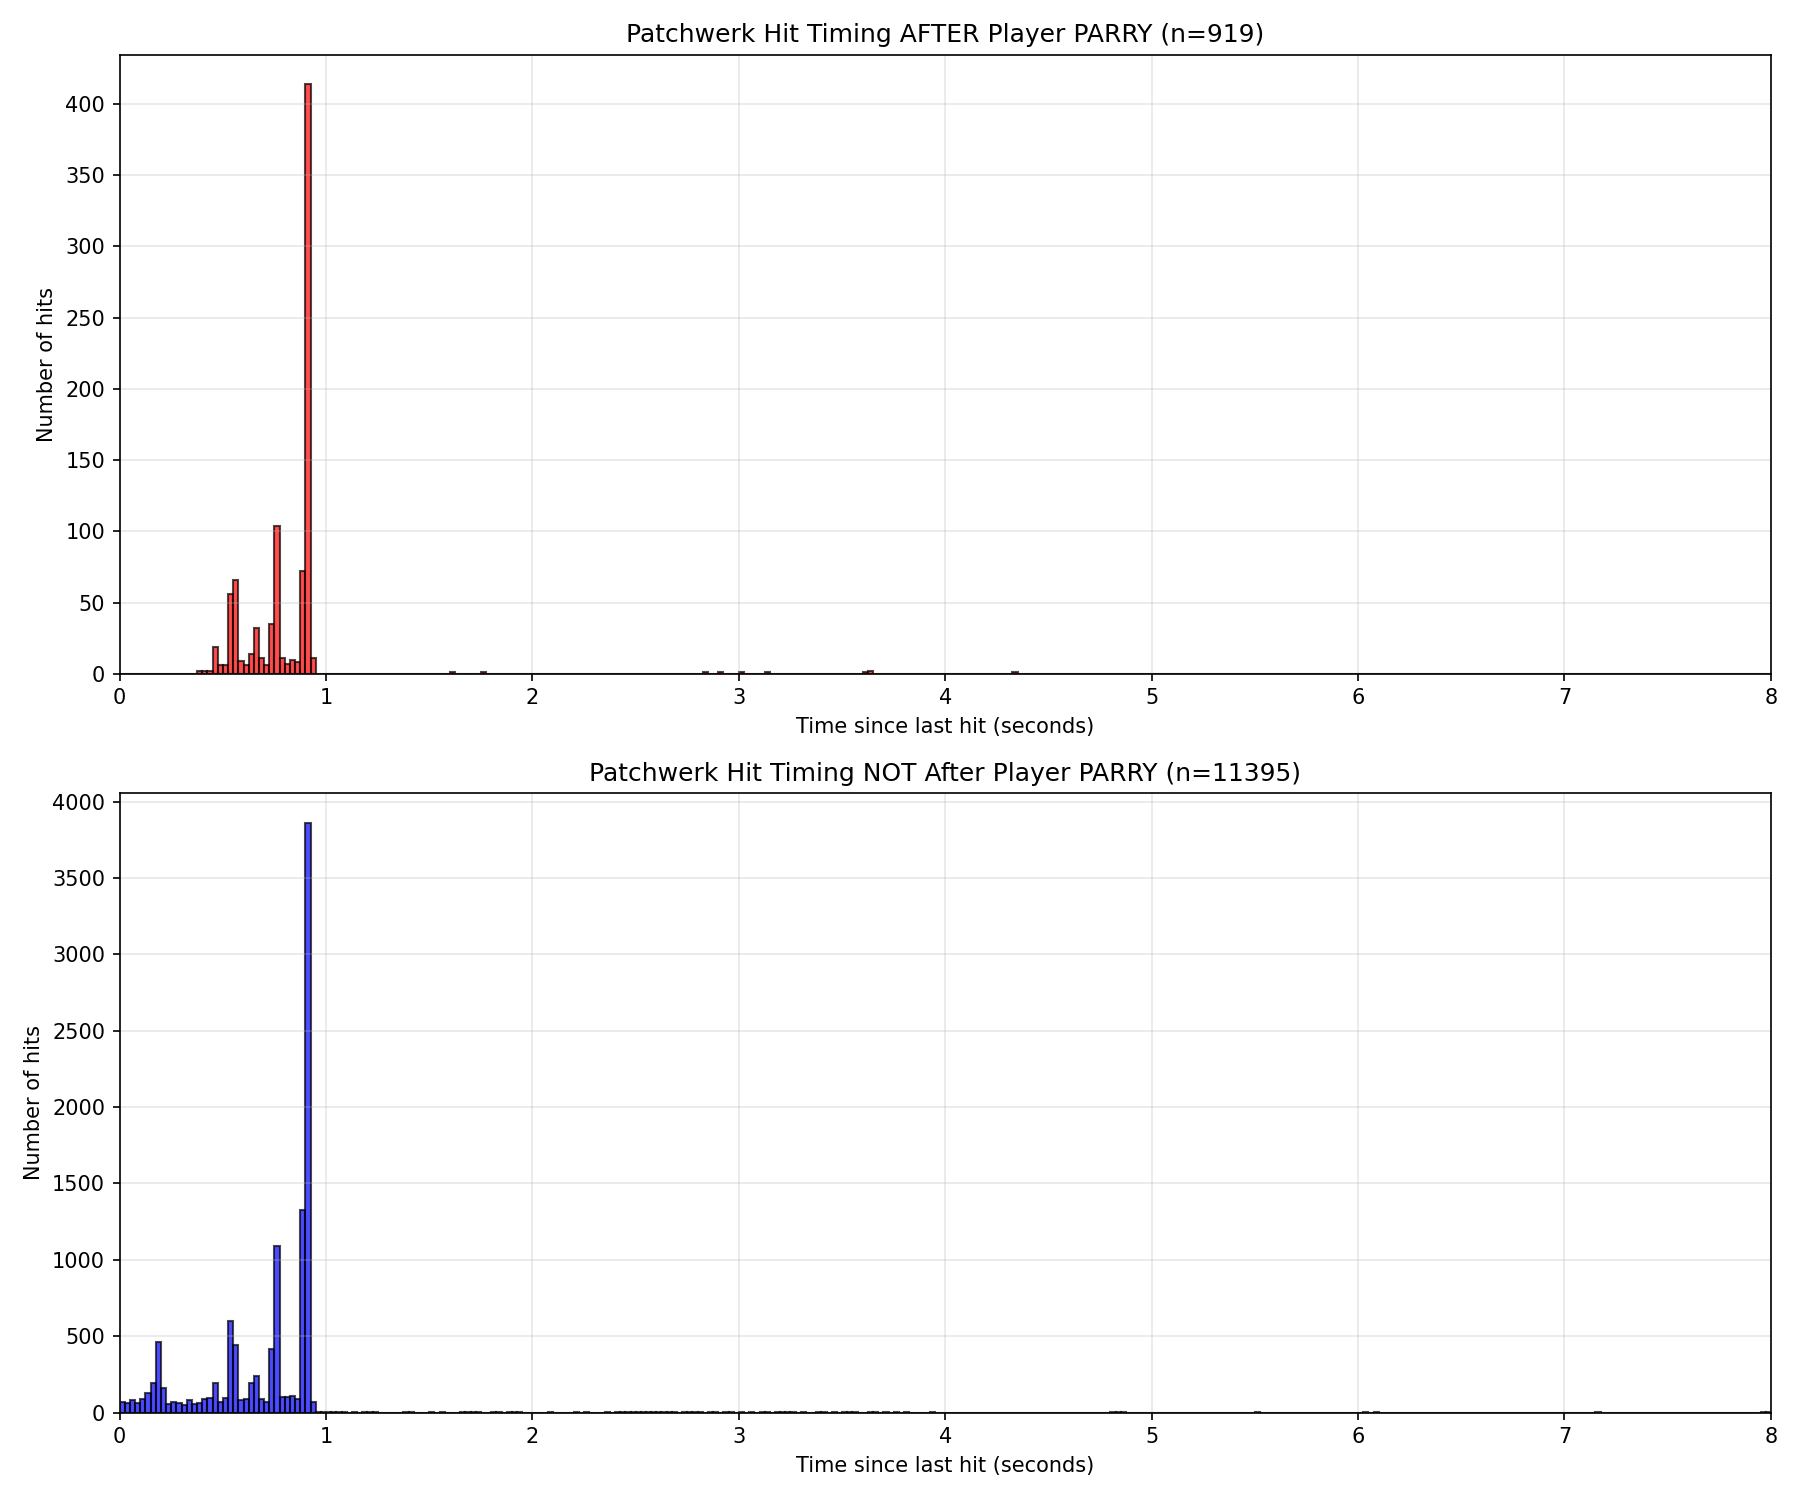 Patchwerk Hit Timing AFTER Player PARRY (n=919)
400
350
300
250
200
150
100
50
0
Number of hits
0 1 2 3 4 5 6 7 8
Time since last hit (seconds)
Patchwerk Hit Timing NOT After Player PARRY (n=11395)
4000
3500
3000
2500
2000
1500
1000
500
0
Number of hits
0 1 2 3 4 5 6 7 8
Time since last hit (seconds)